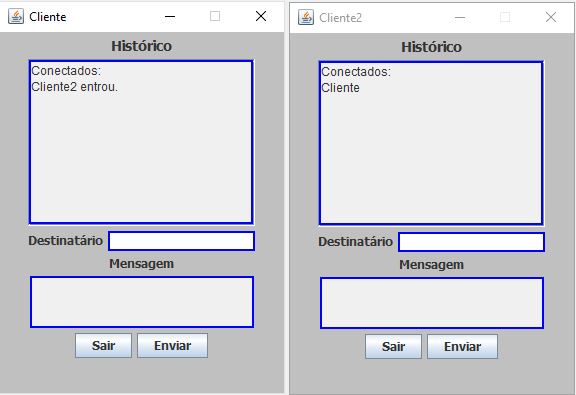 Cliente
Histórico
Conectados:
Cliente2 entrou.
Destinatário
Mensagem
Sair Enviar
Cliente2
Histórico
Conectados:
Cliente
Destinatário
Mensagem
Sair Enviar